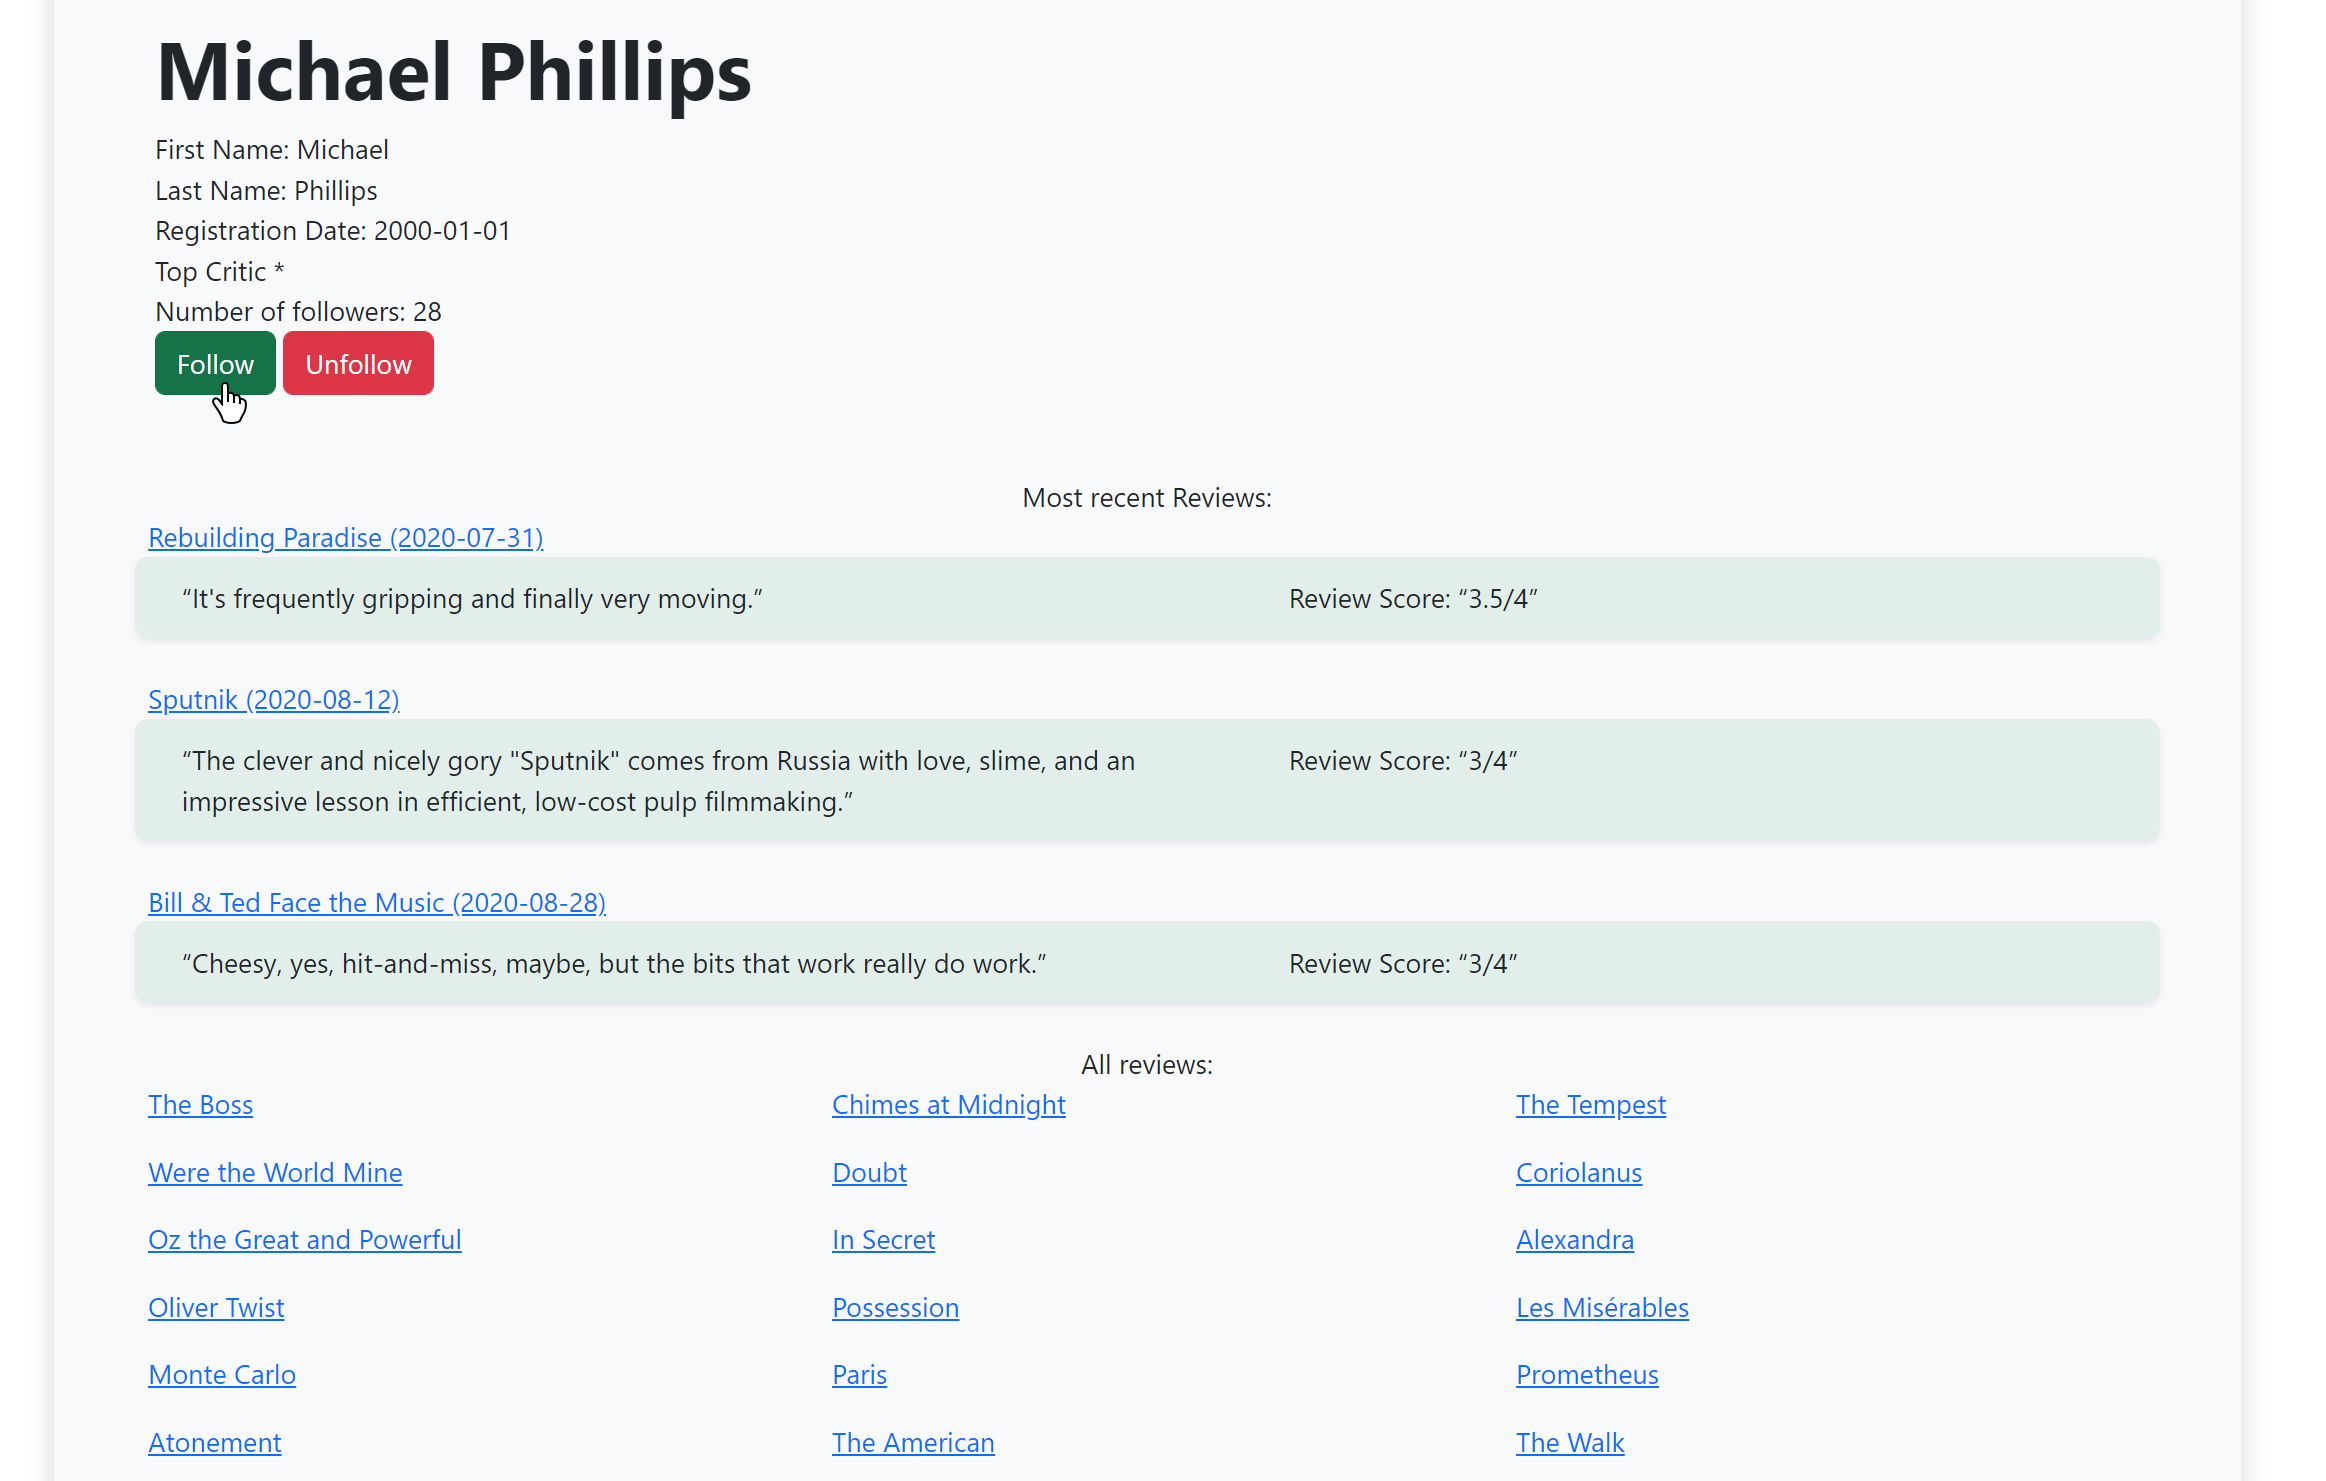 Michael Phillips
First Name: Michael
Last Name: Phillips
Registration Date: 2000-01-01
Top Critic *
Number of followers: 28
Follow Unfollow
Most recent Reviews:
Rebuilding Paradise (2020-07-31)
“It's frequently gripping and finally very moving.” Review Score: “3.5/4”
Sputnik (2020-08-12)
“The clever and nicely gory "Sputnik" comes from Russia with love, slime, and an Review Score: “3/4”
impressive lesson in efficient, low-cost pulp filmmaking.”
Bill & Ted Face the Music (2020-08-28)
“Cheesy, yes, hit-and-miss, maybe, but the bits that work really do work.” Review Score: “3/4”
All reviews:
The Boss Chimes at Midnight The Tempest
Were the World Mine Doubt Coriolanus
Oz the Great and Powerful In Secret Alexandra
Oliver Twist Possession Les Misérables
Monte Carlo Paris Prometheus
Atonement The American The Walk